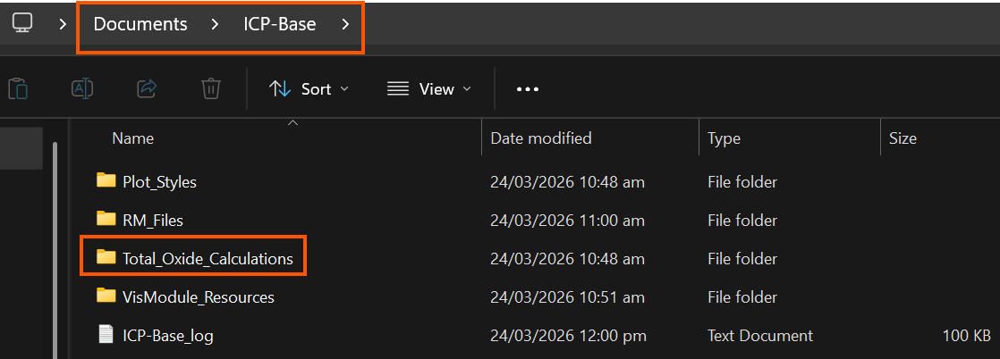 Documents > ICP-Base >
Sort View •••
Name Date modified Type Size
Plot_Styles 24/03/2026 10:48 am File folder
RM_Files 24/03/2026 11:00 am File folder
Total_Oxide_Calculations 24/03/2026 10:48 am File folder
VisModule_Resources 24/03/2026 10:51 am File folder
ICP-Base_log 24/03/2026 12:00 pm Text Document 100 KB